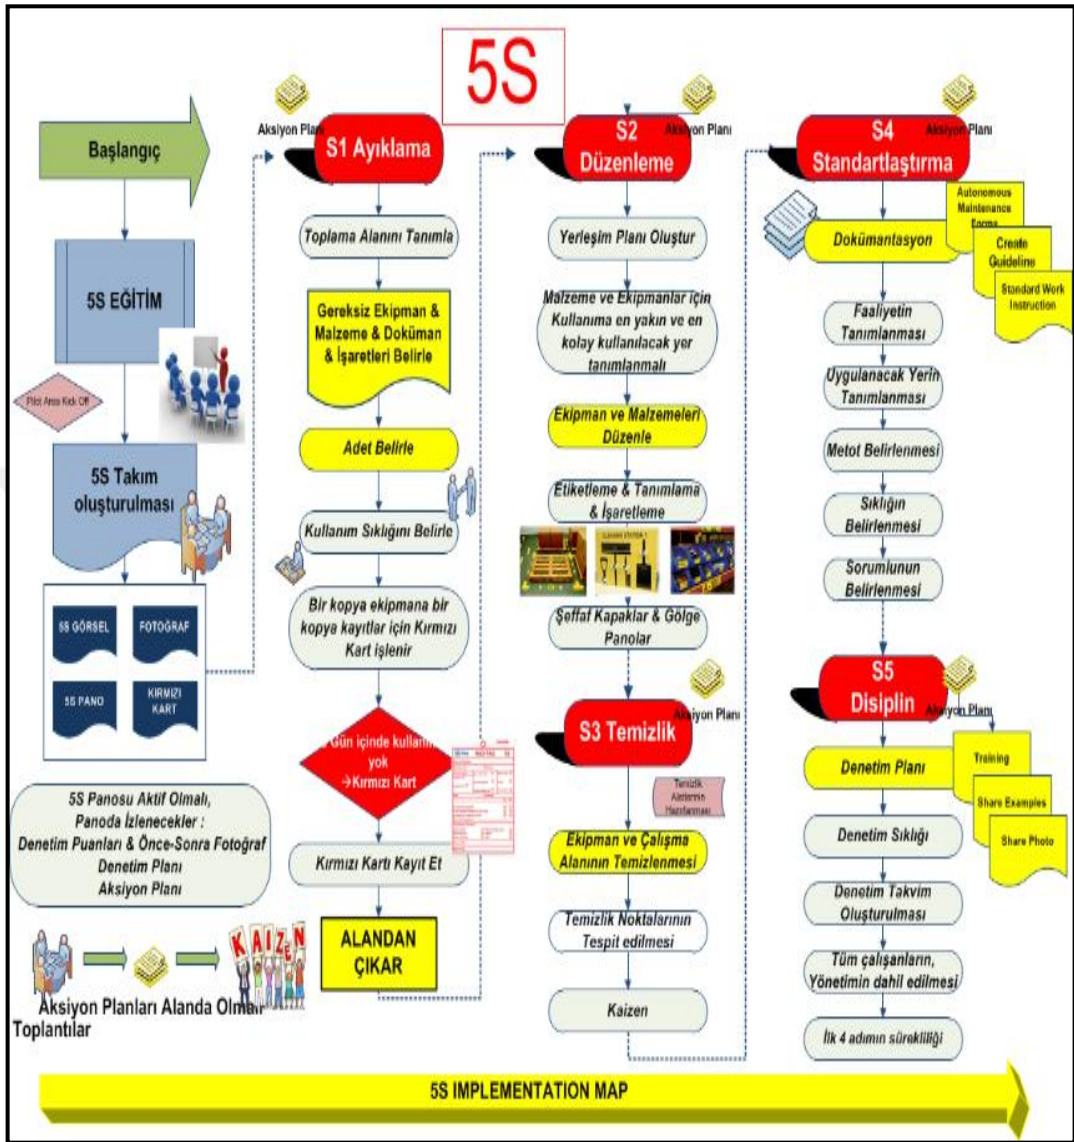 5S
Başlangıç
5S EĞİTİM
Pilot Area Kick Off
5S Takım
oluşturulması
5S GÖRSEL
FOTOGRAF
5S PANO
KIRMIZI
KART
5S Panosu Aktif Olmalı,
Panoda İzlenecekler :
Denetim Puanları & Önce-Sonra Fotoğraf
Denetim Planı
Aksiyon Planı
KAIZEN
Aksiyon Planları Alanda Olmalı
Toplantılar
Aksiyon Planı
S1 Ayıklama
Toplama Alanını Tanımla
Gereksiz Ekipman &
Malzeme & Doküman
& İşaretleri Belirle
Adet Belirle
Kullanım Sıklığını Belirle
Bir kopya ekipmana bir
kopya kayıtlar için Kırmızı
Kart işlenir
Gün içinde kullanım
yok
→Kırmızı Kart
Kırmızı Kartı Kayıt Et
ALANDAN
ÇIKAR
Aksiyon Planı
S2
Düzenleme
Yerleşim Planı Oluştur
Malzeme ve Ekipmanlar için
Kullanıma en yakın ve en
kolay kullanılacak yer
tanımlanmalı
Ekipman ve Malzemeleri
Düzenle
Etiketleme & Tanımlama
& İşaretleme
Şeffaf Kapaklar & Gölge
Panolar
Aksiyon Planı
S3 Temizlik
Temizlik
Aletlerinin
Hazırlanması
Ekipman ve Çalışma
Alanının Temizlenmesi
Temizlik Noktalarının
Tespit edilmesi
Kaizen
Aksiyon Planı
S4
Standartlaştırma
Dokümantasyon
Autonomous
Maintenance
Forms
Create
Guideline
Standard Work
Instruction
Faaliyetin
Tanımlanması
Uygulanacak Yerin
Tanımlanması
Metot Belirlenmesi
Sıklığın
Belirlenmesi
Sorumlunun
Belirlenmesi
S5
Disiplin
Aksiyon Planı
Denetim Planı
Training
Share Examples
Share Photo
Denetim Sıklığı
Denetim Takvim
Oluşturulması
Tüm çalışanların,
Yönetimin dahil edilmesi
İlk 4 adımın sürekliliği
5S IMPLEMENTATION MAP